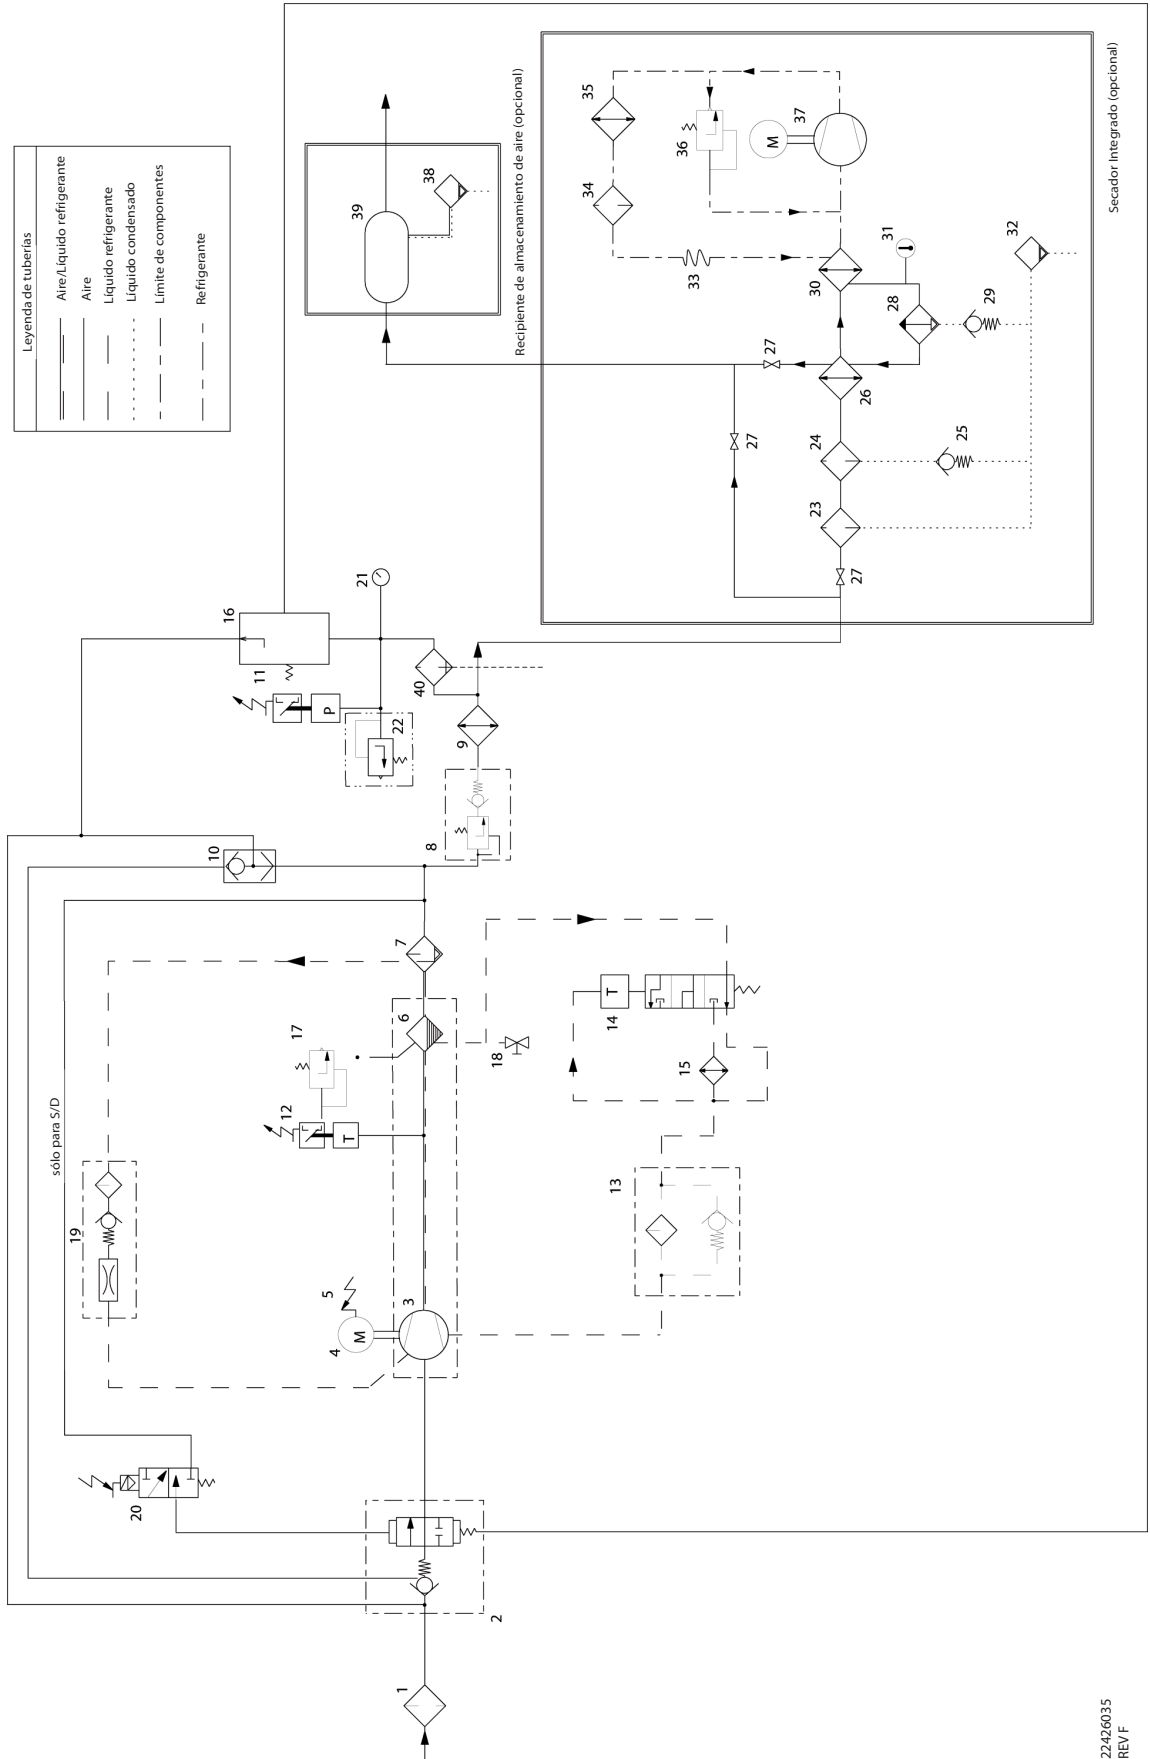 Leyenda de tuberías
Aire/Líquido refrigerante
Aire
Líquido refrigerante
Líquido condensado
Límite de componentes
Refrigerante
sólo para S/D
Recipiente de almacenamiento de aire (opcional)
Secador Integrado (opcional)
1
2
3
4
M
5
6
7
8
9
10
11
P
12
T
13
14
T
15
16
17
18
19
20
21
22
23
24
25
26
27
27
27
28
29
30
31
32
33
34
35
36
37
M
38
39
40
22426035
REV F